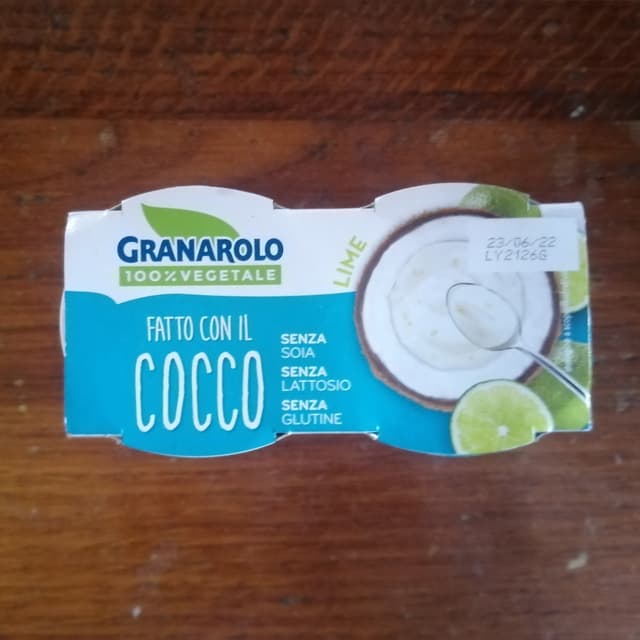 GRANAROLO
100% VEGETALE
FATTO CON IL
COCCO
SENZA
SOIA
SENZA
LATTOSIO
SENZA
GLUTINE
LIME
23/06/22
LY2126G